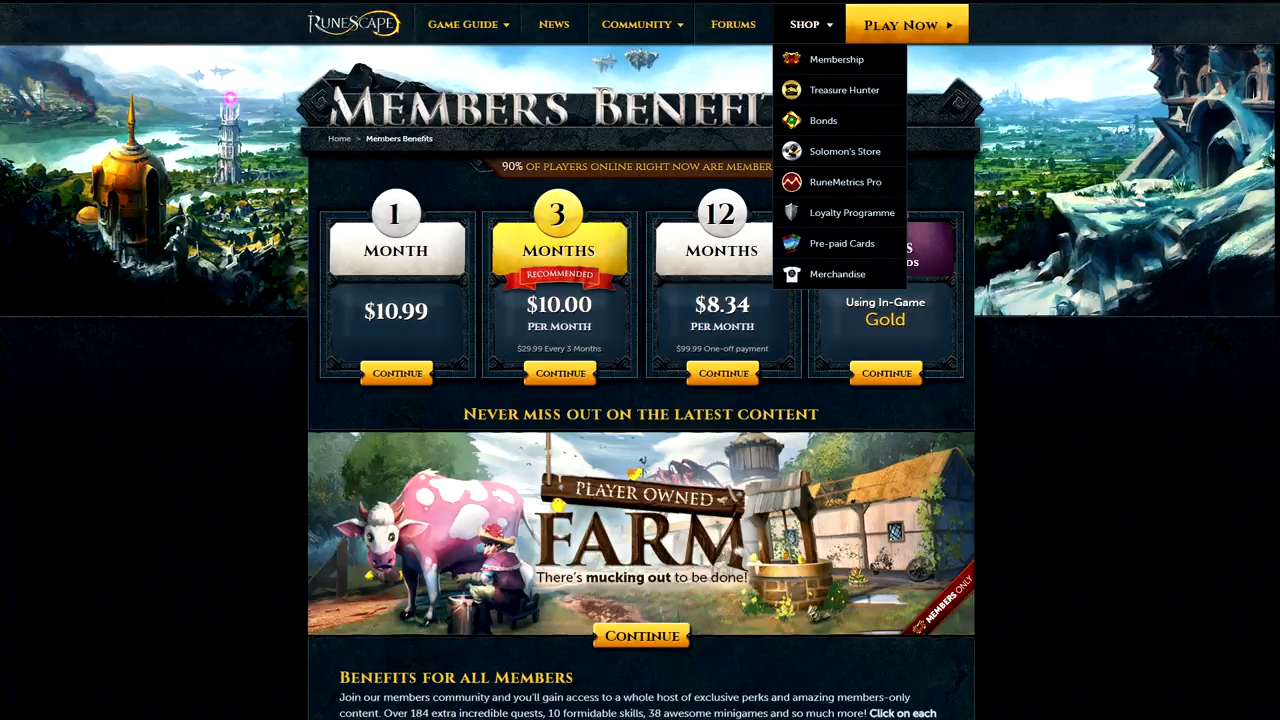 RuneScape
Game Guide
News
Community
Forums
Shop
Play Now
Membership
Treasure Hunter
Bonds
Solomon's Store
RuneMetrics Pro
Loyalty Programme
Pre-paid Cards
Merchandise
Members Benefi
Home > Members Benefits
90% of players online right now are member
1
Month
$10.99
Continue
3
Months
Recommended
$10.00
Per Month
$29.99 Every 3 Months
Continue
12
Months
$8.34
Per Month
$99.99 One-off payment
Continue
Using In-Game
Gold
Continue
Never miss out on the latest content
Player Owned
Farm
There's mucking out to be done!
Members Only
Continue
Benefits for all Members
Join our members community and you'll gain access to a whole host of exclusive perks and amazing members-only
content. Over 184 extra incredible quests, 10 formidable skills, 38 awesome minigames and so much more! Click on each